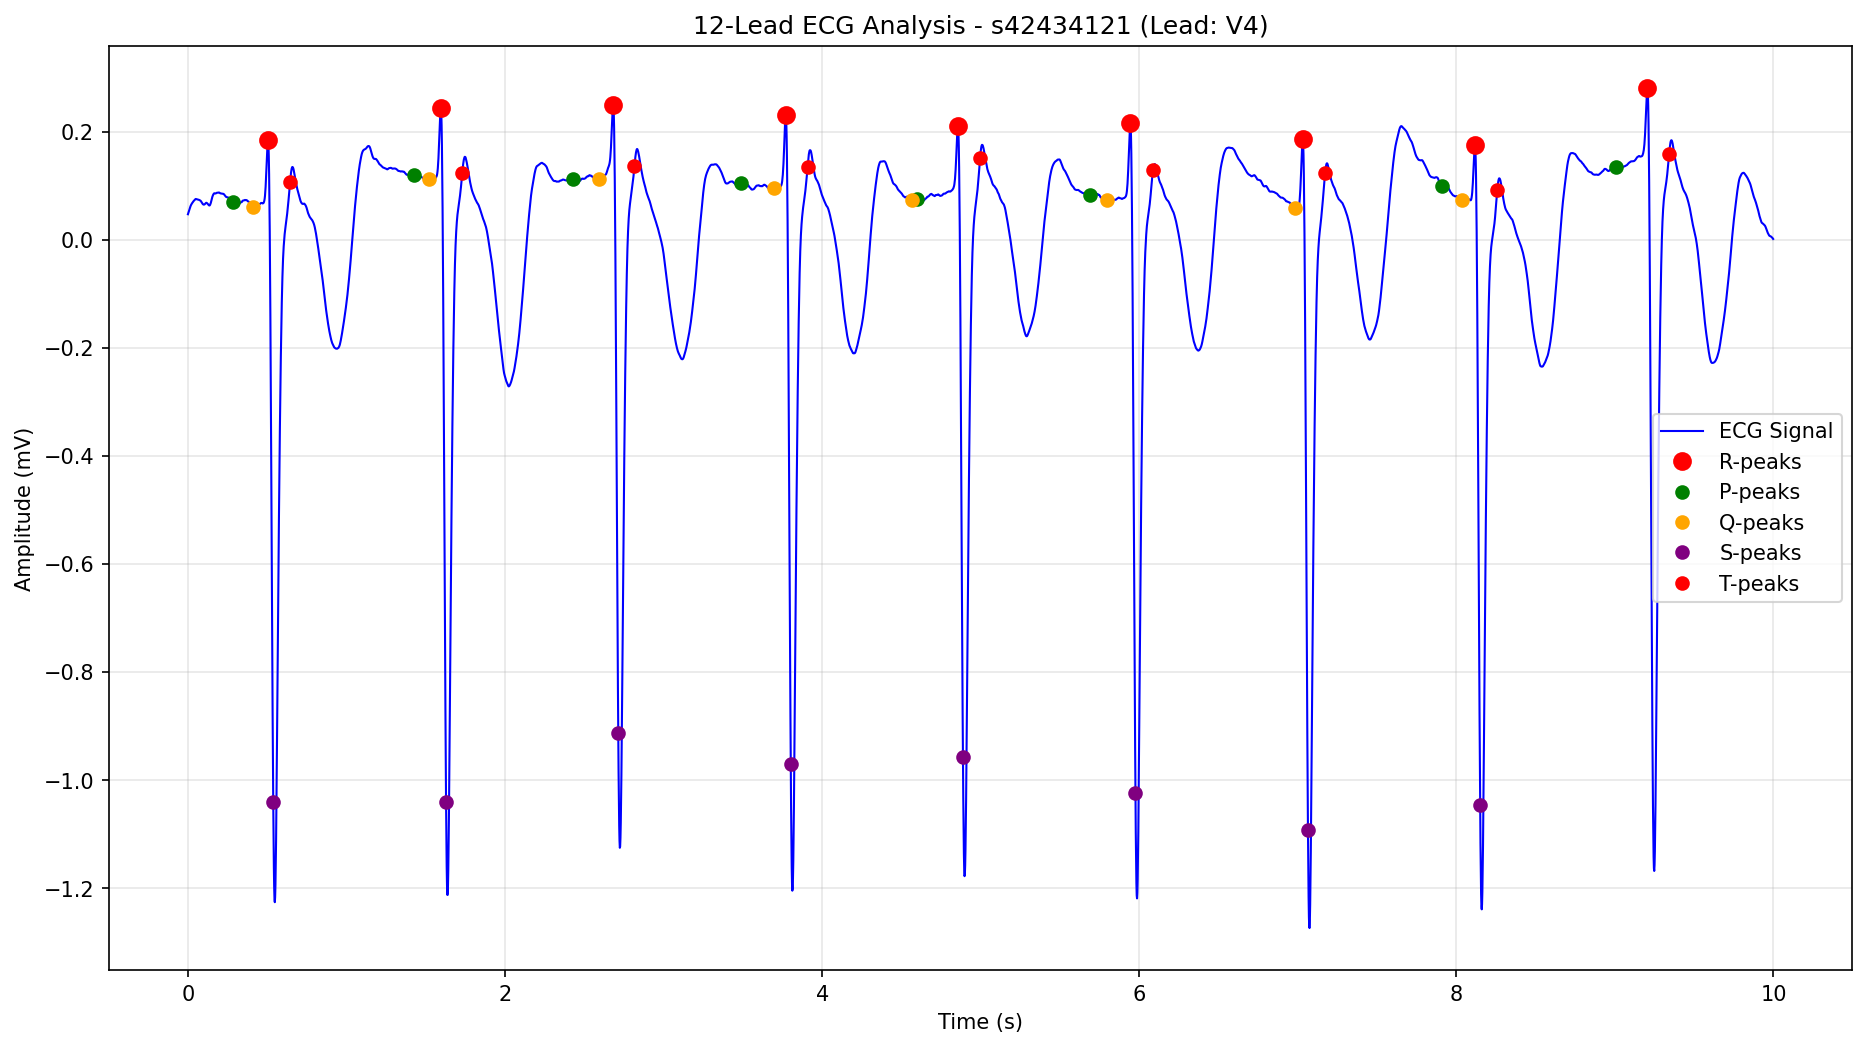 12-Lead ECG Analysis - s42434121 (Lead: V4)
Amplitude (mV)
0.2
0.0
−0.2
−0.4
−0.6
−0.8
−1.0
−1.2
ECG Signal
R-peaks
P-peaks
Q-peaks
S-peaks
T-peaks
0 2 4 6 8 10
Time (s)